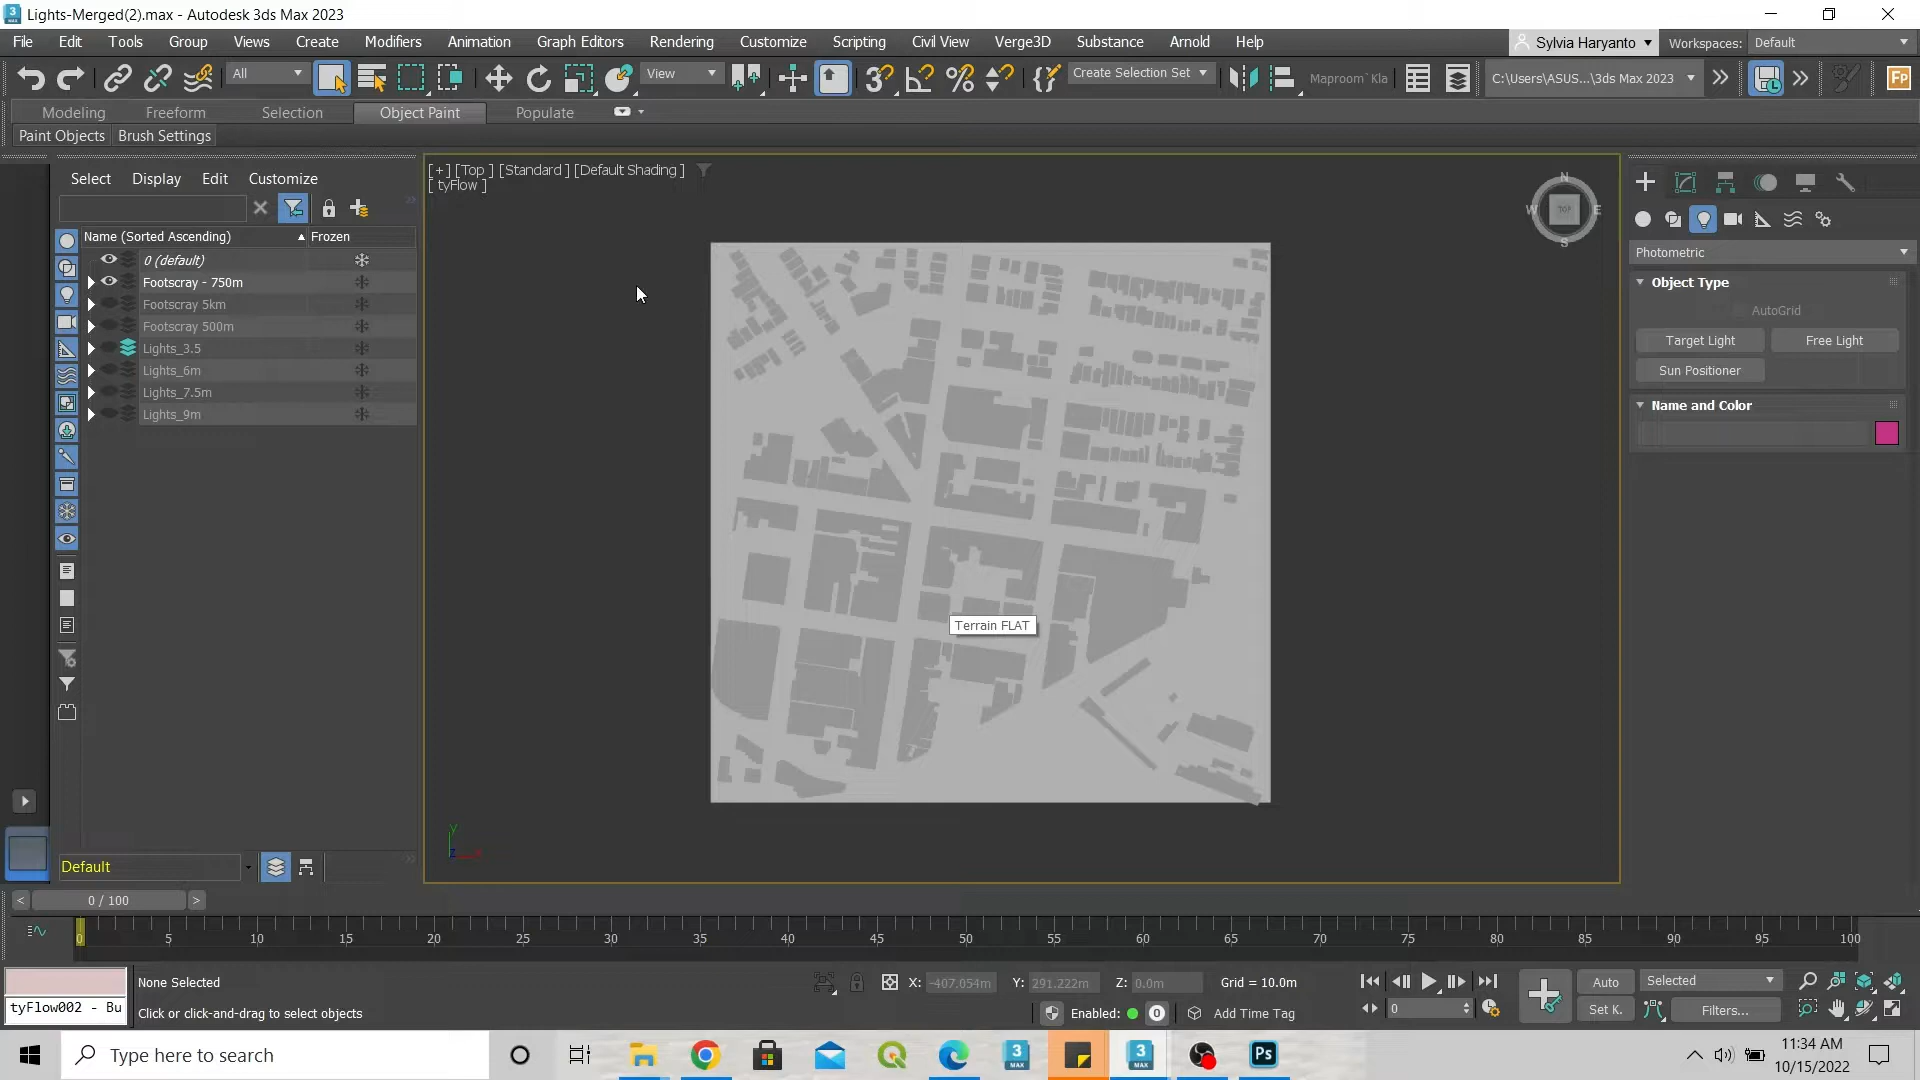 Lights-Merged(2).max - Autodesk 3ds Max 2023
File Edit Tools Group Views Create Modifiers Animation Graph Editors Rendering Customize Scripting Civil View Verge3D Substance Arnold Help
Sylvia Haryanto Workspaces: Default
All View Create Selection Set Maproom`Kla C:\Users\ASUS...\3ds Max 2023
Modeling Freeform Selection Object Paint Populate
Paint Objects Brush Settings
Select Display Edit Customize
[+] [Top ] [Standard ] [Default Shading ]
[ tyFlow ]
Name (Sorted Ascending) Frozen
0 (default)
Footscray - 750m
Footscray 5km
Footscray 500m
Lights_3.5
Lights_6m
Lights_7.5m
Lights_9m
N
W TOP E
S
Photometric
Object Type
AutoGrid
Target Light Free Light
Sun Positioner
Name and Color
Terrain FLAT
y
z x
Default
< 0 / 100 >
0 5 10 15 20 25 30 35 40 45 50 55 60 65 70 75 80 85 90 95 100
None Selected X: -407.054m Y: 291.222m Z: 0.0m Grid = 10.0m Auto Selected
tyFlow002 - Bu Click or click-and-drag to select objects Enabled: 0 Add Time Tag 0 Set K. Filters...
Type here to search
11:34 AM
10/15/2022